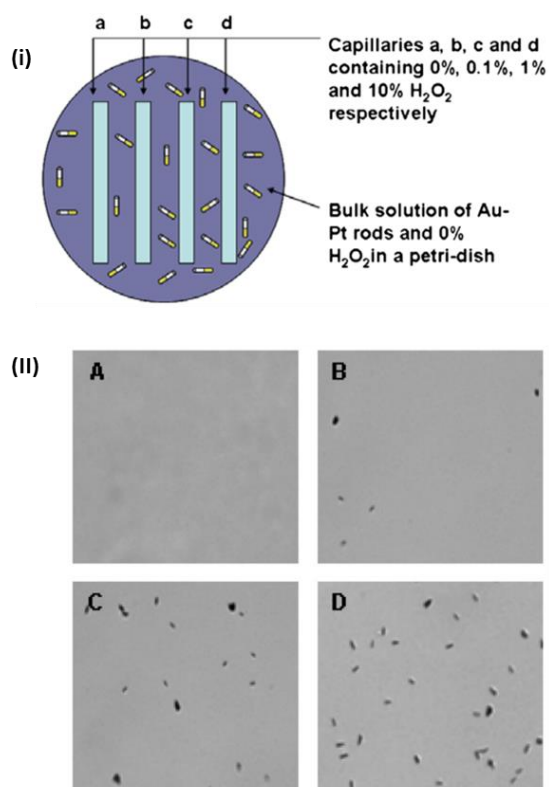 (i)
a b c d
Capillaries a, b, c and d
containing 0%, 0.1%, 1%
and 10% H₂O₂
respectively
Bulk solution of Au-
Pt rods and 0%
H₂O₂in a petri-dish
(II)
A
B
C
D